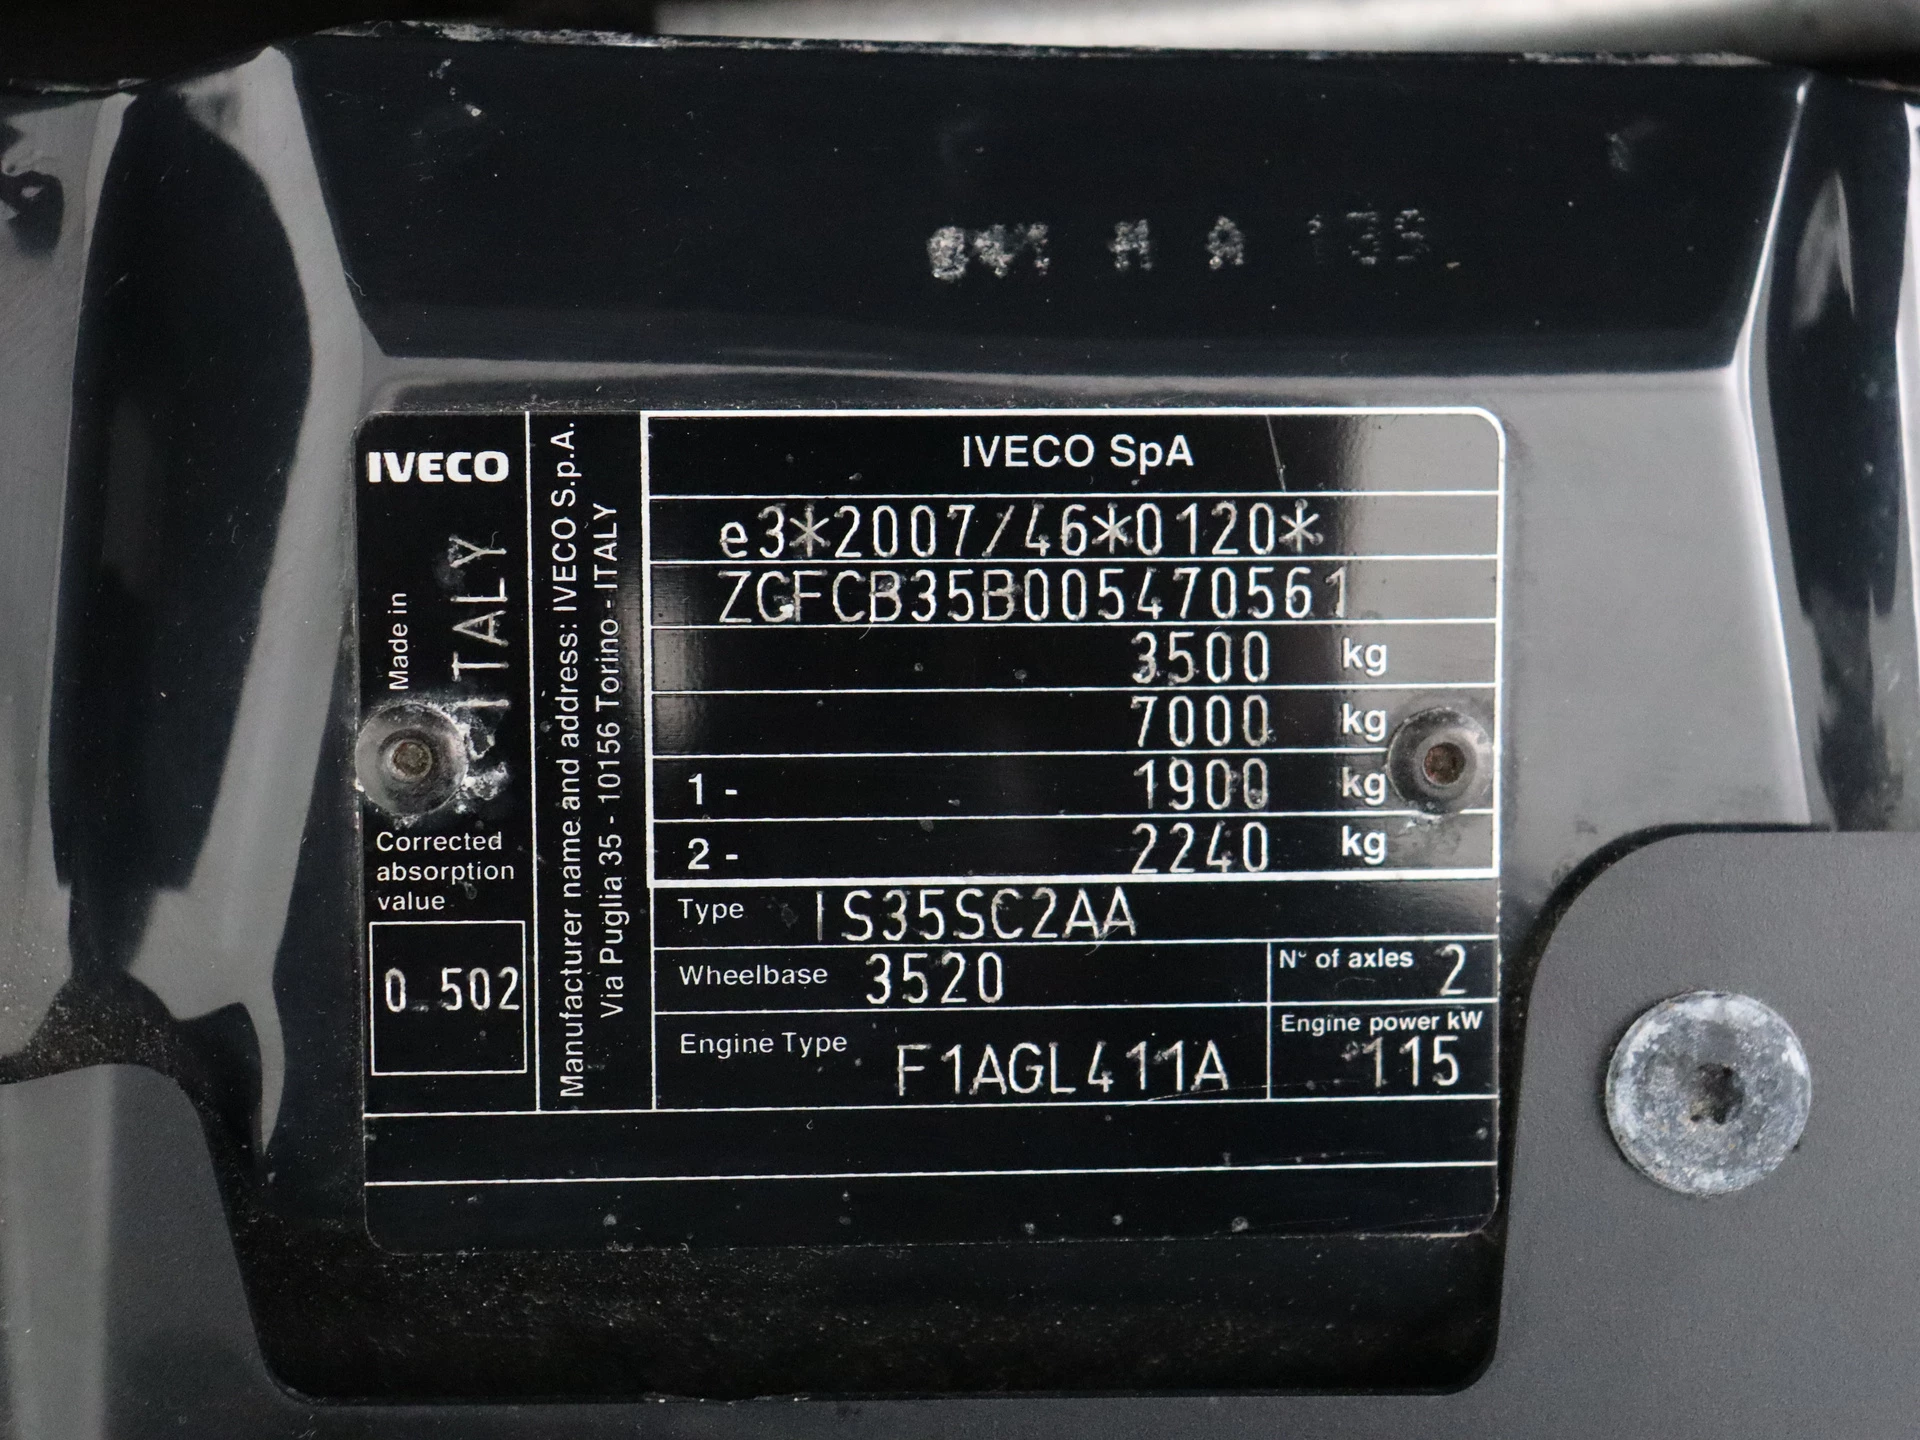 IVECO
Made in
ITALY
Corrected
absorption
value
0.502
Manufacturer name and address: IVECO S.p.A.
Via Puglia 35 - 10156 Torino - ITALY
IVECO SpA
e3*2007/46*0120*
ZCFCB35B005470561
3500 kg
7000 kg
1- 1900 kg
2- 2240 kg
Type IS35SC2AA
Wheelbase 3520
N° of axles 2
Engine Type F1AGL411A
Engine power kW
115